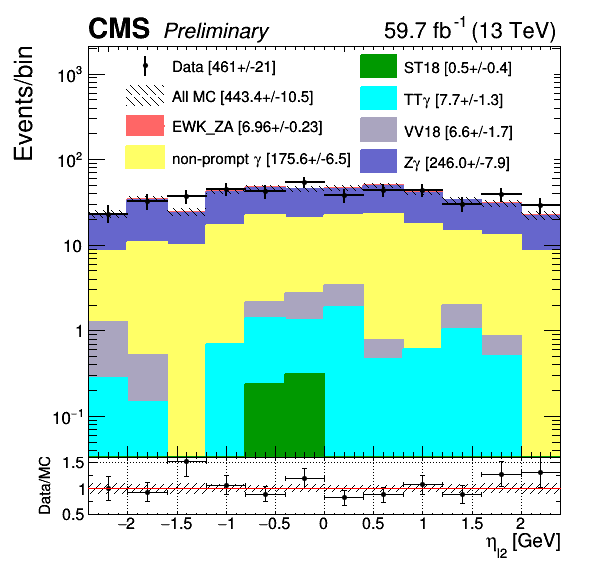 CMS Preliminary 59.7 fb⁻¹ (13 TeV)
Events/bin
Data [461+/-21]
All MC [443.4+/-10.5]
EWK_ZA [6.96+/-0.23]
non-prompt γ [175.6+/-6.5]
ST18 [0.5+/-0.4]
TTγ [7.7+/-1.3]
VV18 [6.6+/-1.7]
Zγ [246.0+/-7.9]
10³
10²
10
1
10⁻¹
Data/MC
1.5
1
0.5
−2 −1.5 −1 −0.5 0 0.5 1 1.5 2
η_l2 [GeV]